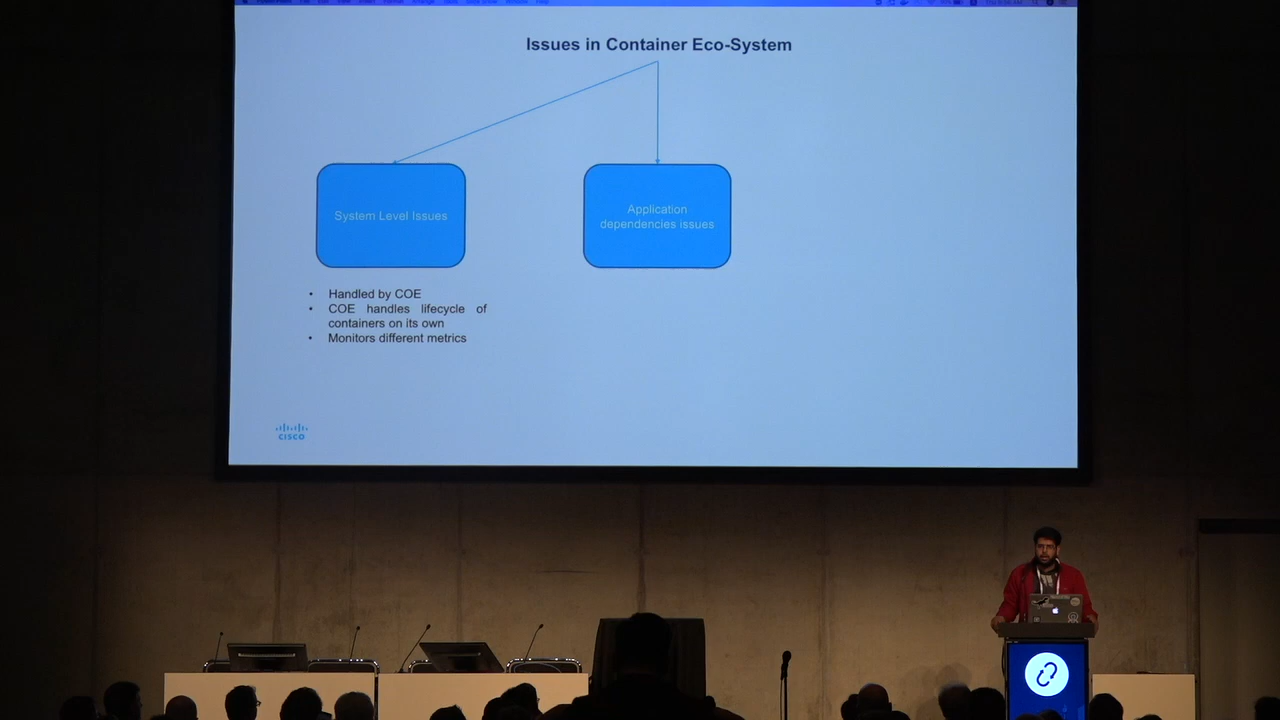 Issues in Container Eco-System
System Level Issues
Application
dependencies issues
• Handled by COE
• COE handles lifecycle of
containers on its own
• Monitors different metrics
CISCO